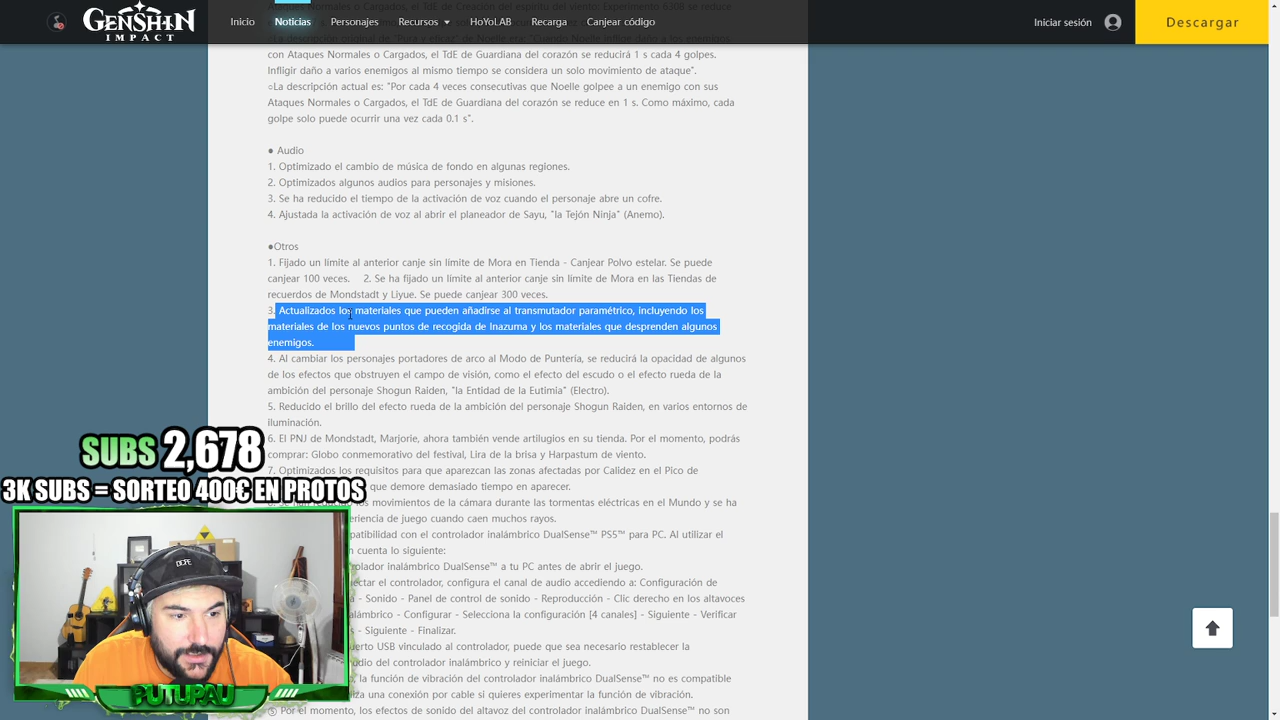 GENSHIN
IMPACT
Inicio
Noticias
Personajes
Recursos
HoYoLAB
Recarga
Canjear código
Iniciar sesión
Descargar
con Ataques Normales o Cargados, el TdE de Guardiana del corazón se reducirá 1 s cada 4 golpes.
Infligir daño a varios enemigos al mismo tiempo se considera un solo movimiento de ataque".
○La descripción actual es: "Por cada 4 veces consecutivas que Noelle golpee a un enemigo con sus
Ataques Normales o Cargados, el TdE de Guardiana del corazón se reduce en 1 s. Como máximo, cada
golpe solo puede ocurrir una vez cada 0.1 s".
● Audio
1. Optimizado el cambio de música de fondo en algunas regiones.
2. Optimizados algunos audios para personajes y misiones.
3. Se ha reducido el tiempo de la activación de voz cuando el personaje abre un cofre.
4. Ajustada la activación de voz al abrir el planeador de Sayu, "la Tejón Ninja" (Anemo).
●Otros
1. Fijado un límite al anterior canje sin límite de Mora en Tienda - Canjear Polvo estelar. Se puede
canjear 100 veces. 2. Se ha fijado un límite al anterior canje sin límite de Mora en las Tiendas de
recuerdos de Mondstadt y Liyue. Se puede canjear 300 veces.
3. Actualizados los materiales que pueden añadirse al transmutador paramétrico, incluyendo los
materiales de los nuevos puntos de recogida de Inazuma y los materiales que desprenden algunos
enemigos.
4. Al cambiar los personajes portadores de arco al Modo de Puntería, se reducirá la opacidad de algunos
de los efectos que obstruyen el campo de visión, como el efecto del escudo o el efecto rueda de la
ambición del personaje Shogun Raiden, "la Entidad de la Eutimia" (Electro).
5. Reducido el brillo del efecto rueda de la ambición del personaje Shogun Raiden, en varios entornos de
iluminación.
6. El PNJ de Mondstadt, Marjorie, ahora también vende artilugios en su tienda. Por el momento, podrás
comprar: Globo conmemorativo del festival, Lira de la brisa y Harpastum de viento.
7. Optimizados los requisitos para que aparezcan las zonas afectadas por Calidez en el Pico de
que demore demasiado tiempo en aparecer.
los movimientos de la cámara durante las tormentas eléctricas en el Mundo y se ha
de juego cuando caen muchos rayos.
con el controlador inalámbrico DualSense™ PS5™ para PC. Al utilizar el
cuenta lo siguiente:
inalámbrico DualSense™ a tu PC antes de abrir el juego.
el controlador, configura el canal de audio accediendo a: Configuración de
- Sonido - Panel de control de sonido - Reproducción - Clic derecho en los altavoces
- Configurar - Selecciona la configuración [4 canales] - Siguiente - Verificar
- Siguiente - Finalizar.
USB vinculado al controlador, puede que sea necesario restablecer la
del controlador inalámbrico y reiniciar el juego.
la función de vibración del controlador inalámbrico DualSense™ no es compatible
una conexión por cable si quieres experimentar la función de vibración.
⑤ Por el momento, los efectos de sonido del altavoz del controlador inalámbrico DualSense™ no son
SUBS 2,678
3K SUBS = SORTEO 400€ EN PROTOS
DOPE
PUTUPAU